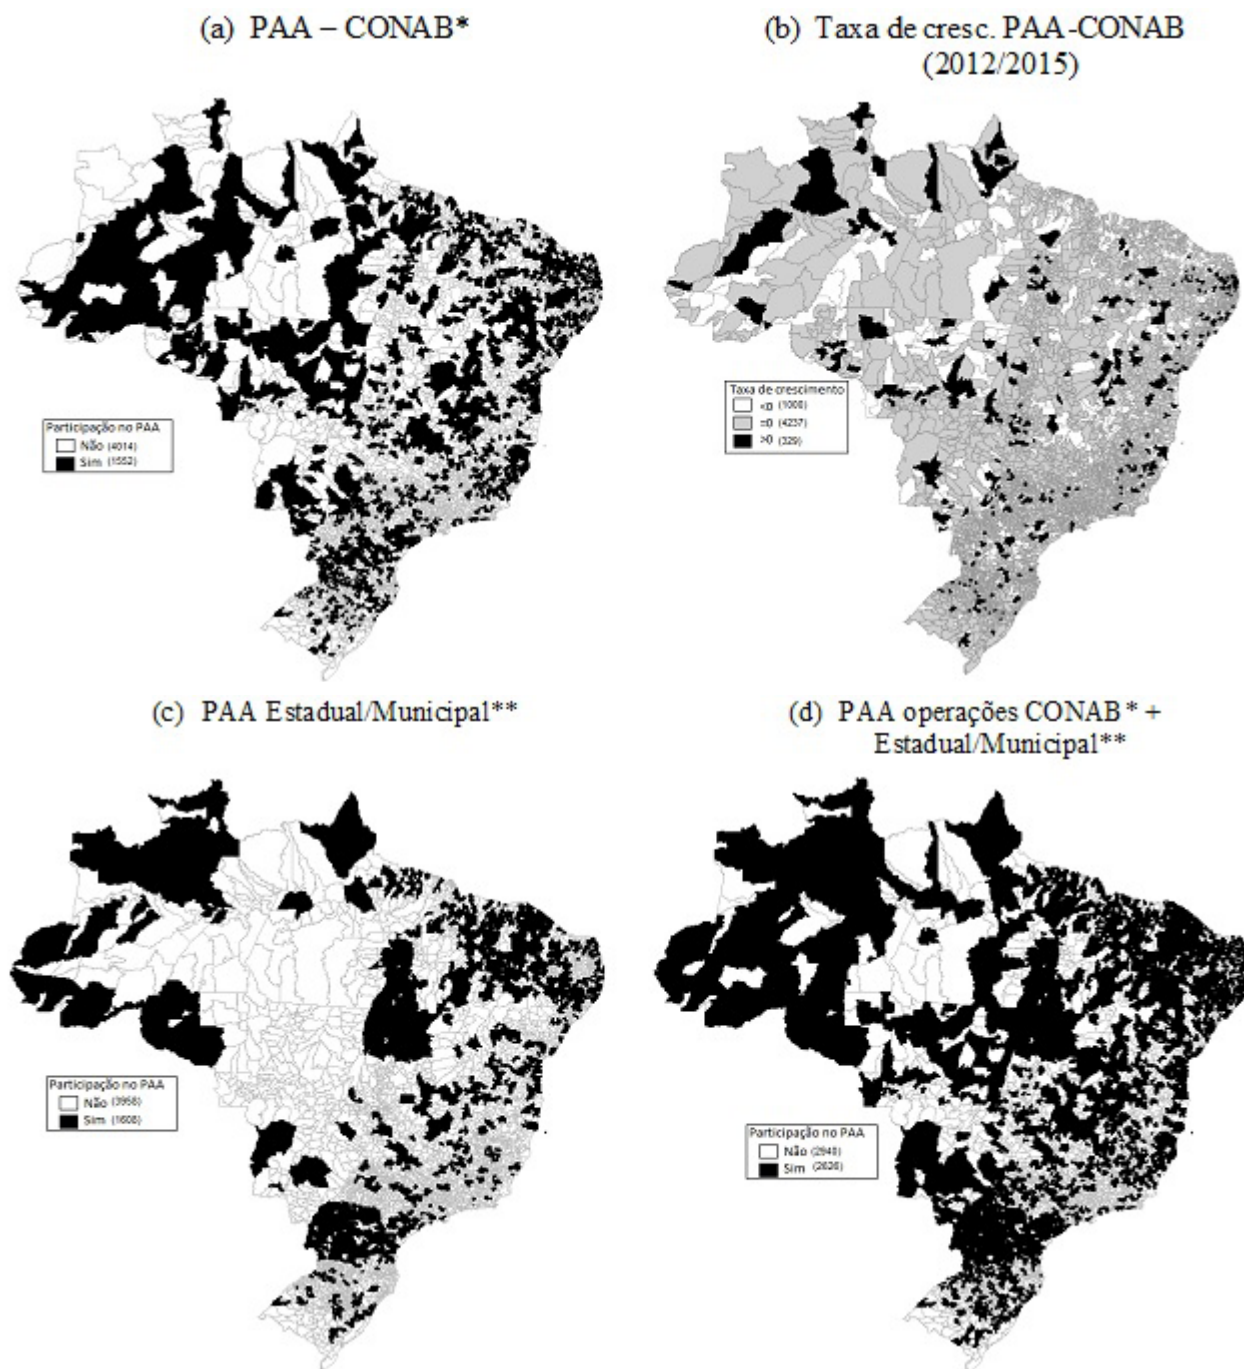 (a) PAA – CONAB*
(b) Taxa de cresc. PAA-CONAB
(2012/2015)
Participação no PAA
Não (4014)
Sim (1552)
Taxa de crescimento
<0 (1000)
=0 (4237)
>0 (329)
(c) PAA Estadual/Municipal**
(d) PAA operações CONAB* +
Estadual/Municipal**
Participação no PAA
Não (3958)
Sim (1608)
Participação no PAA
Não (2940)
Sim (2626)